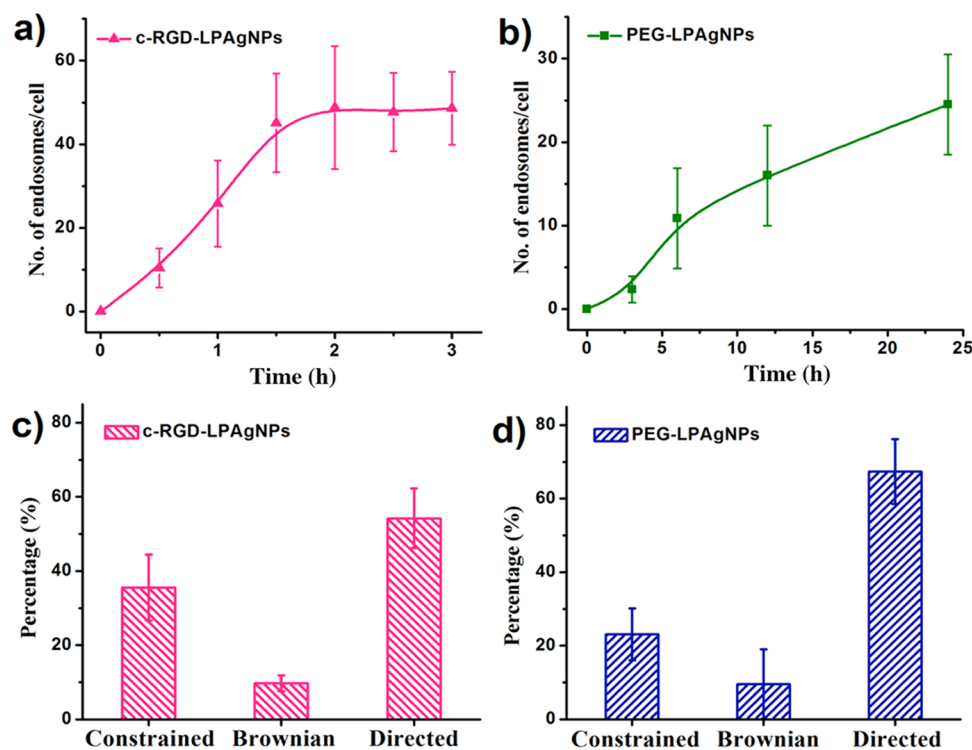 a)
c-RGD-LPAgNPs
No. of endosomes/cell
60
40
20
0
0
1
2
3
Time (h)
b)
PEG-LPAgNPs
No. of endosomes/cell
30
20
10
0
0
5
10
15
20
25
Time (h)
c)
c-RGD-LPAgNPs
Percentage (%)
80
60
40
20
0
Constrained
Brownian
Directed
d)
PEG-LPAgNPs
Percentage (%)
80
60
40
20
0
Constrained
Brownian
Directed